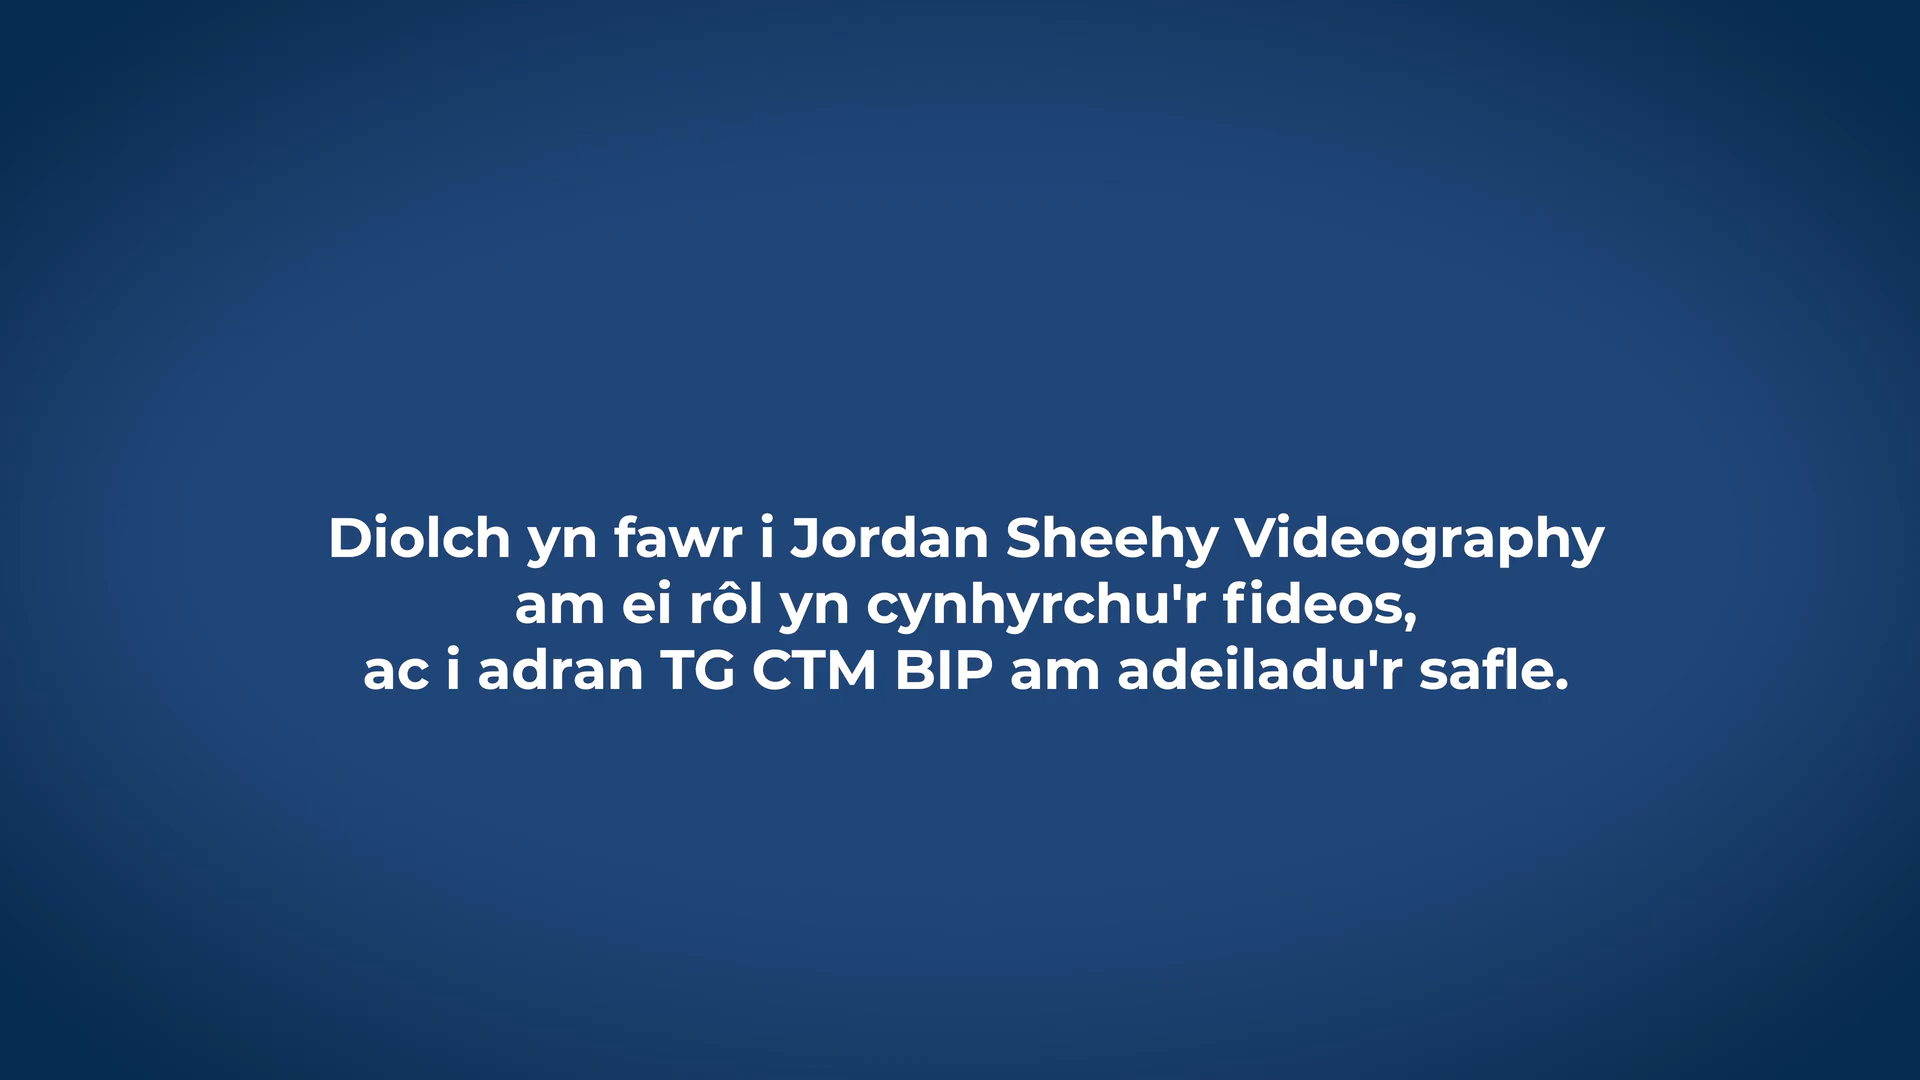 Diolch yn fawr i Jordan Sheehy Videography
am ei rôl yn cynhyrchu'r fideos,
ac i adran TG CTM BIP am adeiladu'r safle.